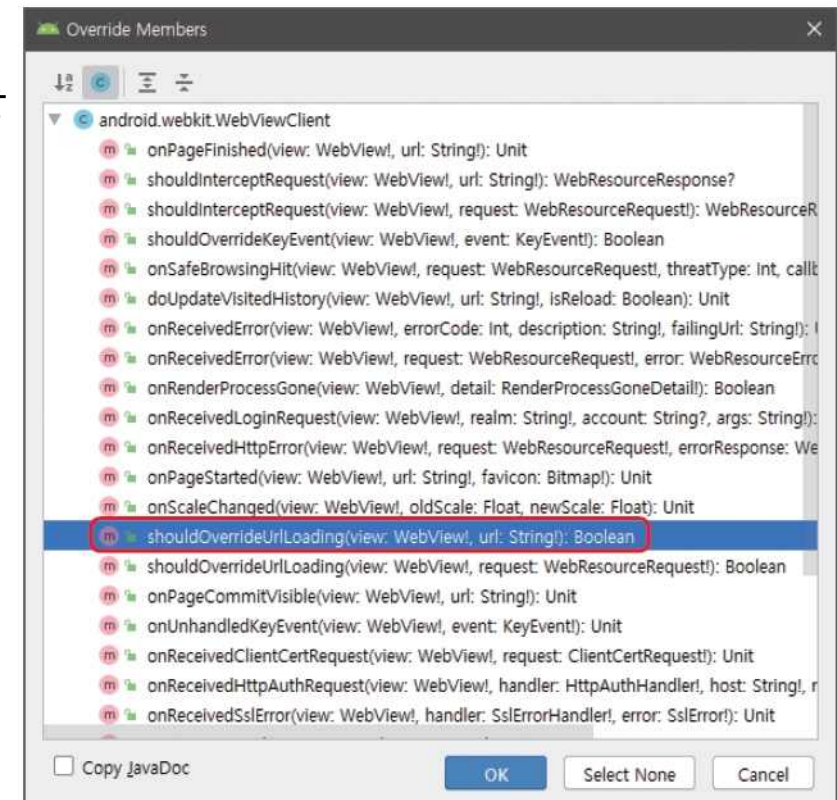 Override Members
android.webkit.WebViewClient
onPageFinished(view: WebView!, url: String!): Unit
shouldInterceptRequest(view: WebView!, url: String!): WebResourceResponse?
shouldInterceptRequest(view: WebView!, request: WebResourceRequest!): WebResourceR
shouldOverrideKeyEvent(view: WebView!, event: KeyEvent!): Boolean
onSafeBrowsingHit(view: WebView!, request: WebResourceRequest!, threatType: Int, callb
doUpdateVisitedHistory(view: WebView!, url: String!, isReload: Boolean): Unit
onReceivedError(view: WebView!, errorCode: Int, description: String!, failingUrl: String!):
onReceivedError(view: WebView!, request: WebResourceRequest!, error: WebResourceErro
onRenderProcessGone(view: WebView!, detail: RenderProcessGoneDetail!): Boolean
onReceivedLoginRequest(view: WebView!, realm: String!, account: String?, args: String!):
onReceivedHttpError(view: WebView!, request: WebResourceRequest!, errorResponse: We
onPageStarted(view: WebView!, url: String!, favicon: Bitmap!): Unit
onScaleChanged(view: WebView!, oldScale: Float, newScale: Float): Unit
shouldOverrideUrlLoading(view: WebView!, url: String!): Boolean
shouldOverrideUrlLoading(view: WebView!, request: WebResourceRequest!): Boolean
onPageCommitVisible(view: WebView!, url: String!): Unit
onUnhandledKeyEvent(view: WebView!, event: KeyEvent!): Unit
onReceivedClientCertRequest(view: WebView!, request: ClientCertRequest!): Unit
onReceivedHttpAuthRequest(view: WebView!, handler: HttpAuthHandler!, host: String!, r
onReceivedSslError(view: WebView!, handler: SslErrorHandler!, error: SslError!): Unit
Copy JavaDoc
OK
Select None
Cancel